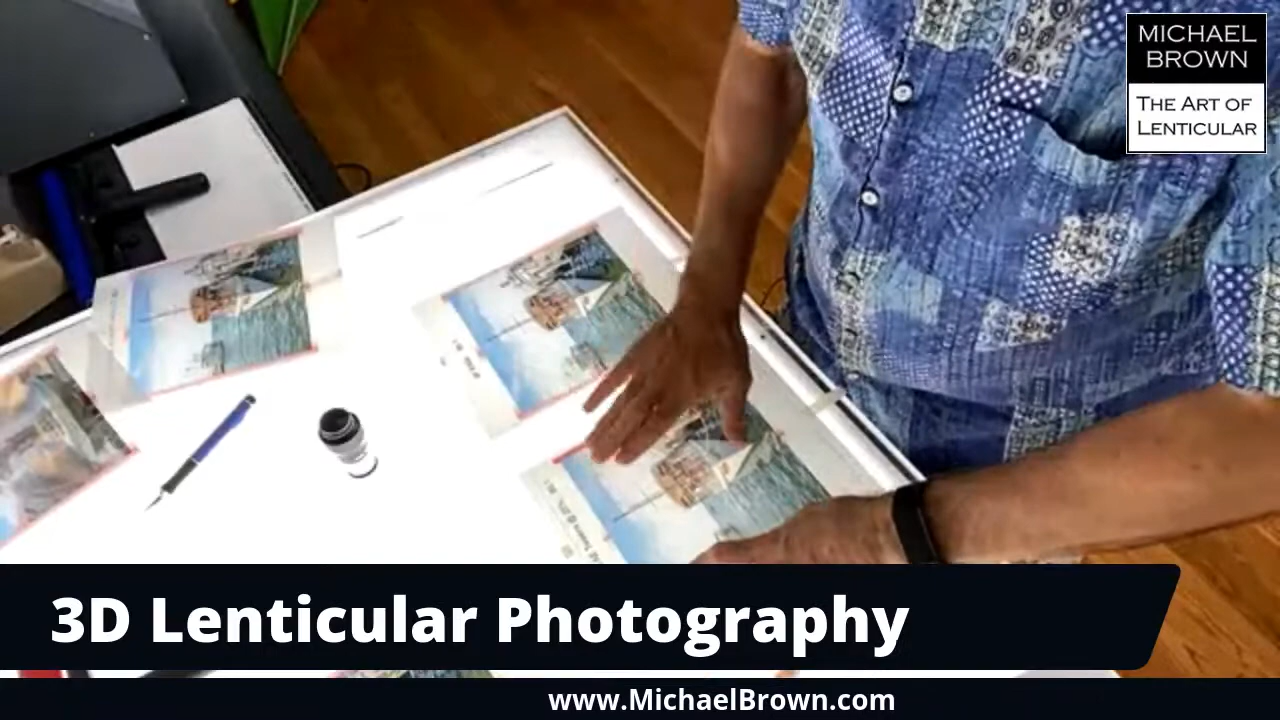 MICHAEL
BROWN
THE ART OF
LENTICULAR
3D Lenticular Photography
www.MichaelBrown.com